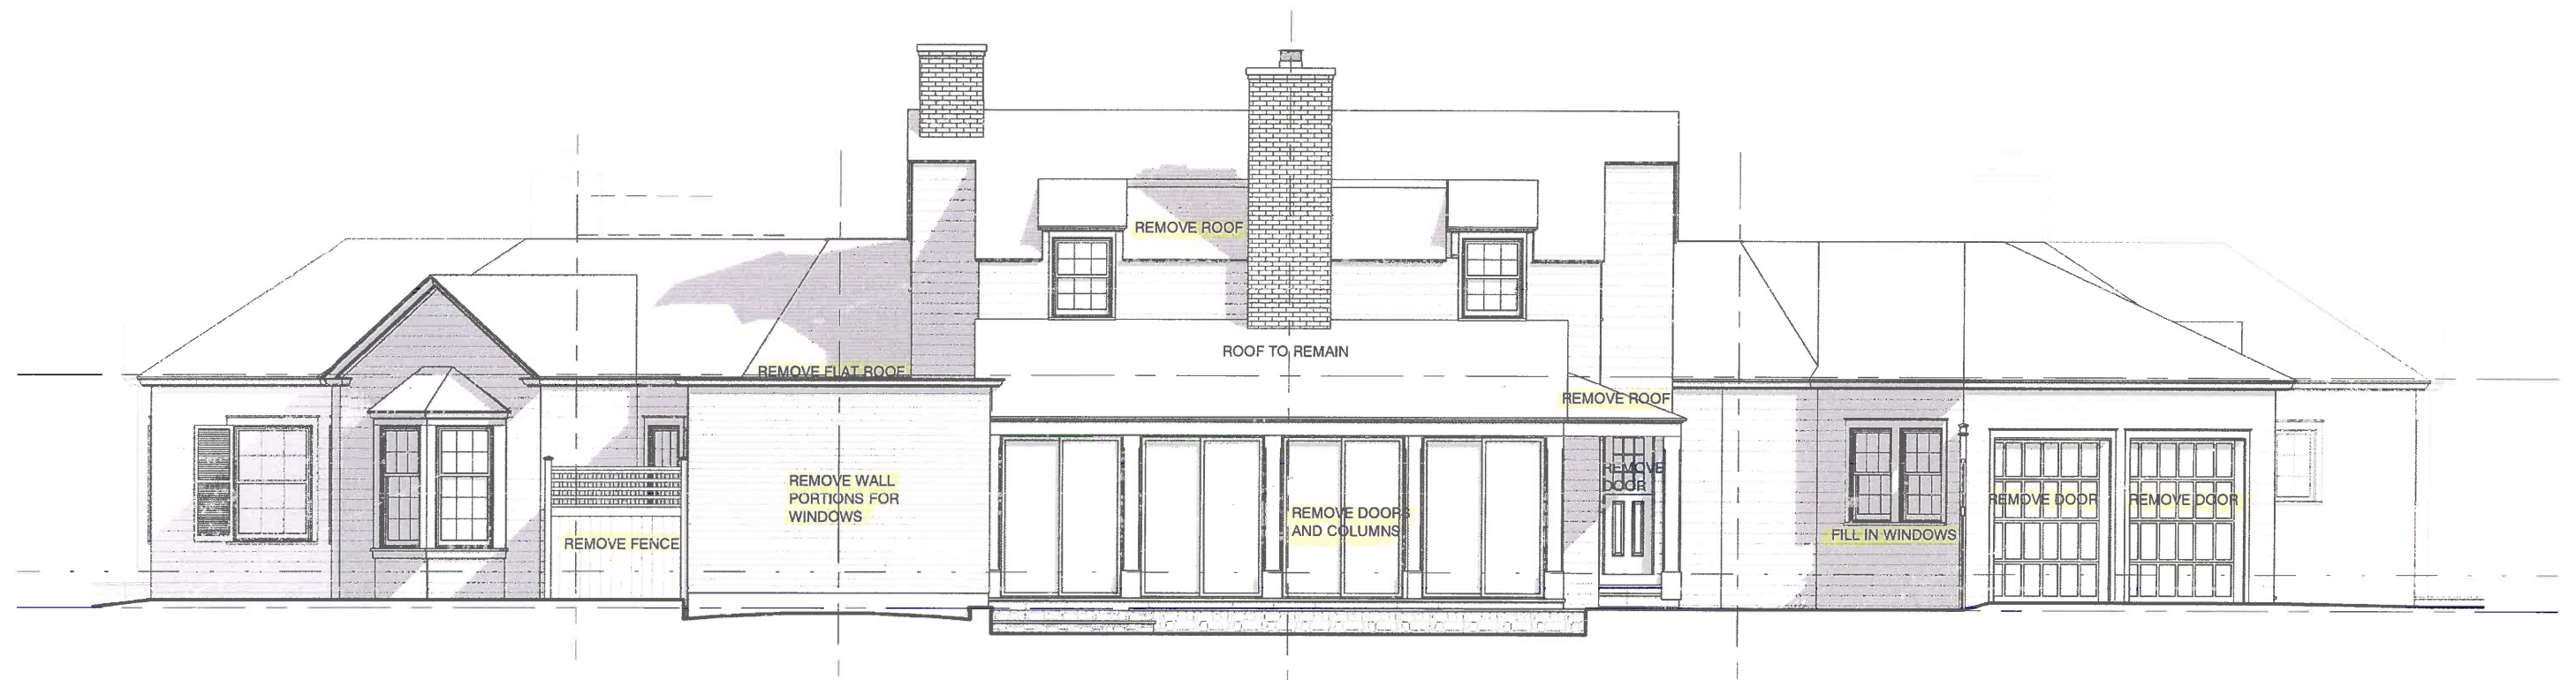 REMOVE ROOF
ROOF TO REMAIN
REMOVE FLAT ROOF
REMOVE ROOF
REMOVE WALL
PORTIONS FOR
WINDOWS
REMOVE FENCE
REMOVE DOORS
AND COLUMNS
REMOVE
DOOR
FILL IN WINDOWS
REMOVE DOOR
REMOVE DOOR